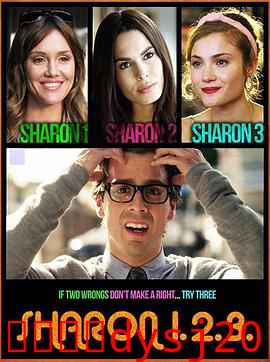 SHARON 1 SHARON 2 SHARON 3
IF TWO WRONGS DON'T MAKE A RIGHT... TRY THREE
SHARON 1.2.3.